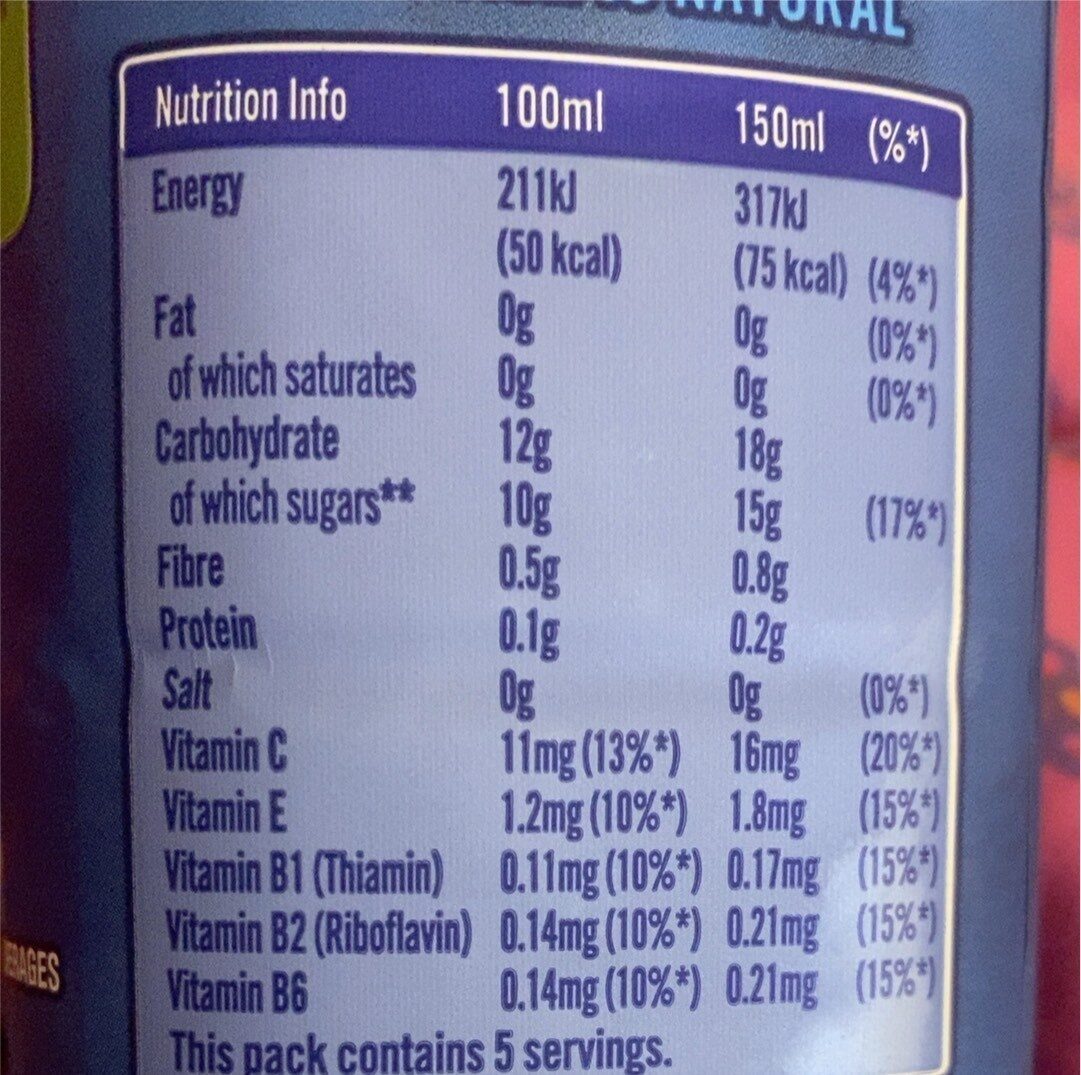 NATURAL
Nutrition Info 100ml 150ml (%*)
Energy 211kJ 317kJ
(50 kcal) (75 kcal) (4%*)
Fat 0g 0g (0%*)
of which saturates 0g 0g (0%*)
Carbohydrate 12g 18g
of which sugars** 10g 15g (17%*)
Fibre 0.5g 0.8g
Protein 0.1g 0.2g
Salt 0g 0g (0%*)
Vitamin C 11mg (13%*) 16mg (20%*)
Vitamin E 1.2mg (10%*) 1.8mg (15%*)
Vitamin B1 (Thiamin) 0.11mg (10%*) 0.17mg (15%*)
Vitamin B2 (Riboflavin) 0.14mg (10%*) 0.21mg (15%*)
Vitamin B6 0.14mg (10%*) 0.21mg (15%*)
This pack contains 5 servings.